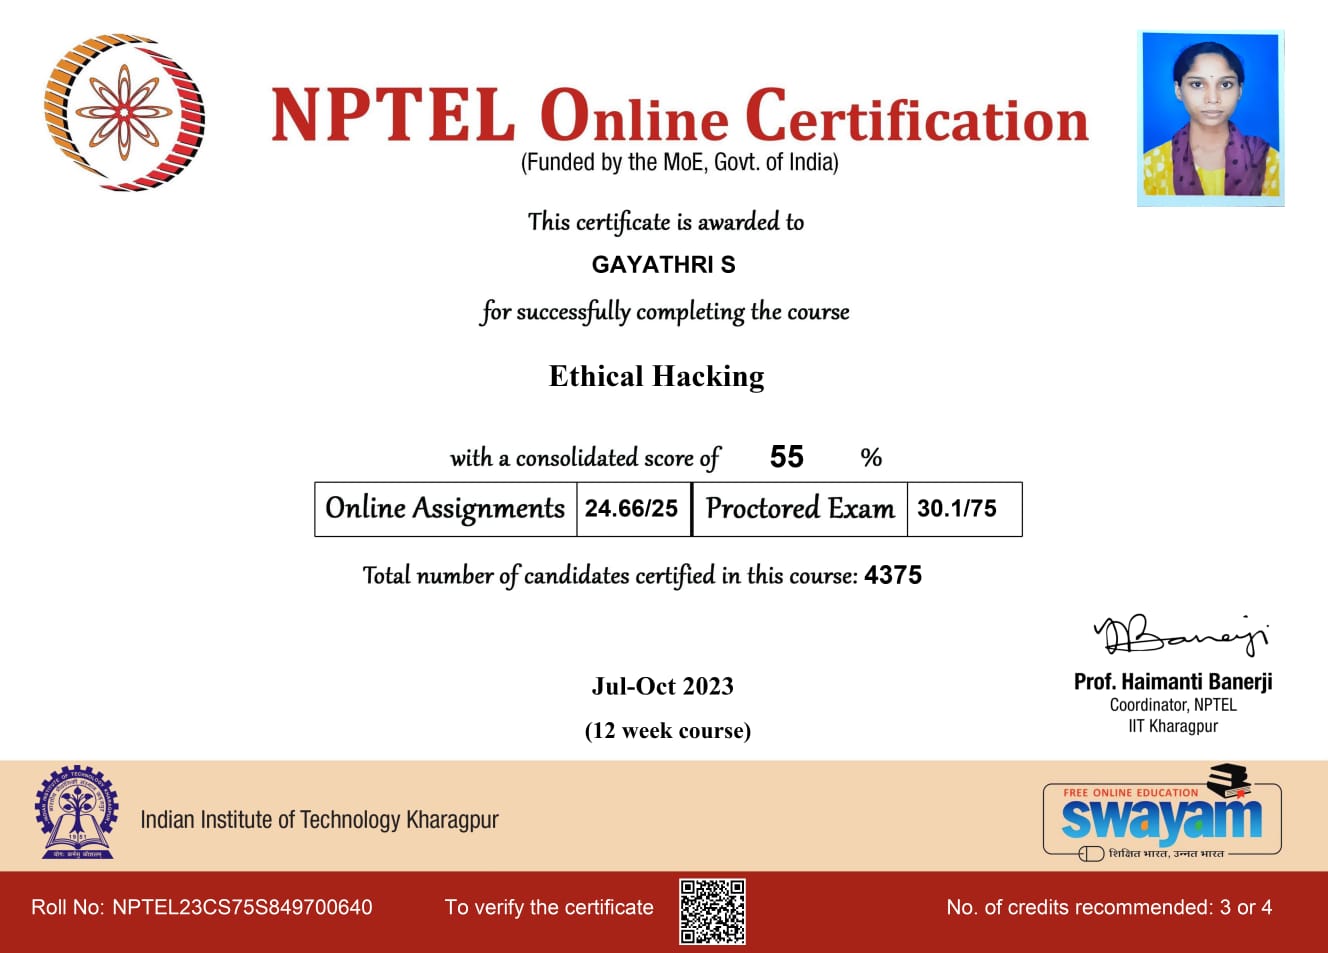 NPTEL Online Certification
(Funded by the MoE, Govt. of India)
This certificate is awarded to
GAYATHRI S
for successfully completing the course
Ethical Hacking
with a consolidated score of 55 %
Online Assignments 24.66/25 Proctored Exam 30.1/75
Total number of candidates certified in this course: 4375
Jul-Oct 2023
(12 week course)
Prof. Haimanti Banerji
Coordinator, NPTEL
IIT Kharagpur
Indian Institute of Technology Kharagpur
FREE ONLINE EDUCATION
swayam
शिक्षित भारत, उन्नत भारत
Roll No: NPTEL23CS75S849700640
To verify the certificate
No. of credits recommended: 3 or 4